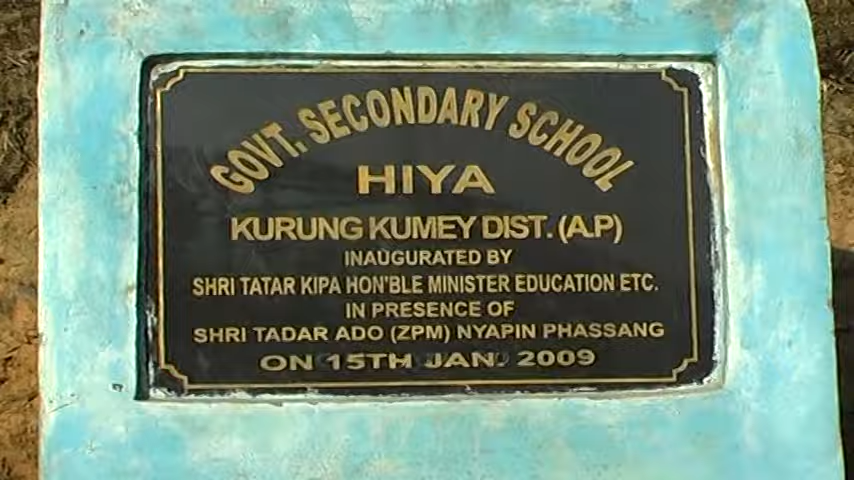 GOVT. SECONDARY SCHOOL
HIYA
KURUNG KUMEY DIST. (A.P)
INAUGURATED BY
SHRI TATAR KIPA HON'BLE MINISTER EDUCATION ETC.
IN PRESENCE OF
SHRI TADAR ADO (ZPM) NYAPIN PHASSANG
ON 15TH JAN. 2009